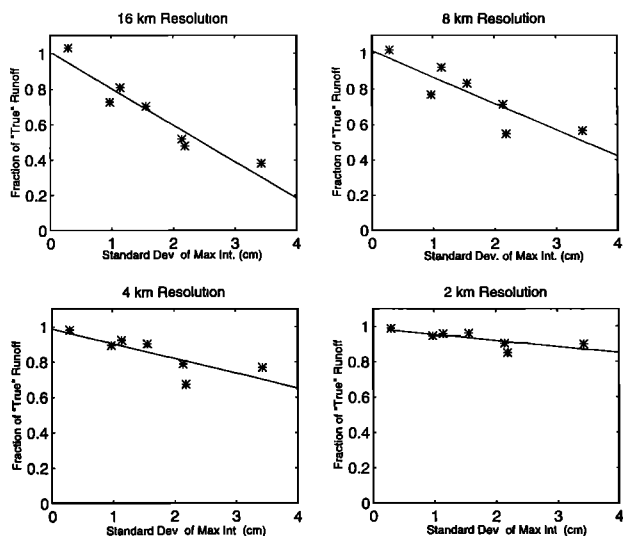 16 km Resolution
Fraction of "True" Runoff
1
0.8
0.6
0.4
0.2
0
0 1 2 3 4
Standard Dev of Max Int. (cm)
8 km Resolution
Fraction of "True" Runoff
1
0.8
0.6
0.4
0.2
0
0 1 2 3 4
Standard Dev. of Max Int. (cm)
4 km Resolution
Fraction of "True" Runoff
1
0.8
0.6
0.4
0.2
0
0 1 2 3 4
Standard Dev of Max Int (cm)
2 km Resolution
Fraction of "True" Runoff
1
0.8
0.6
0.4
0.2
0
0 1 2 3 4
Standard Dev of Max Int. (cm)